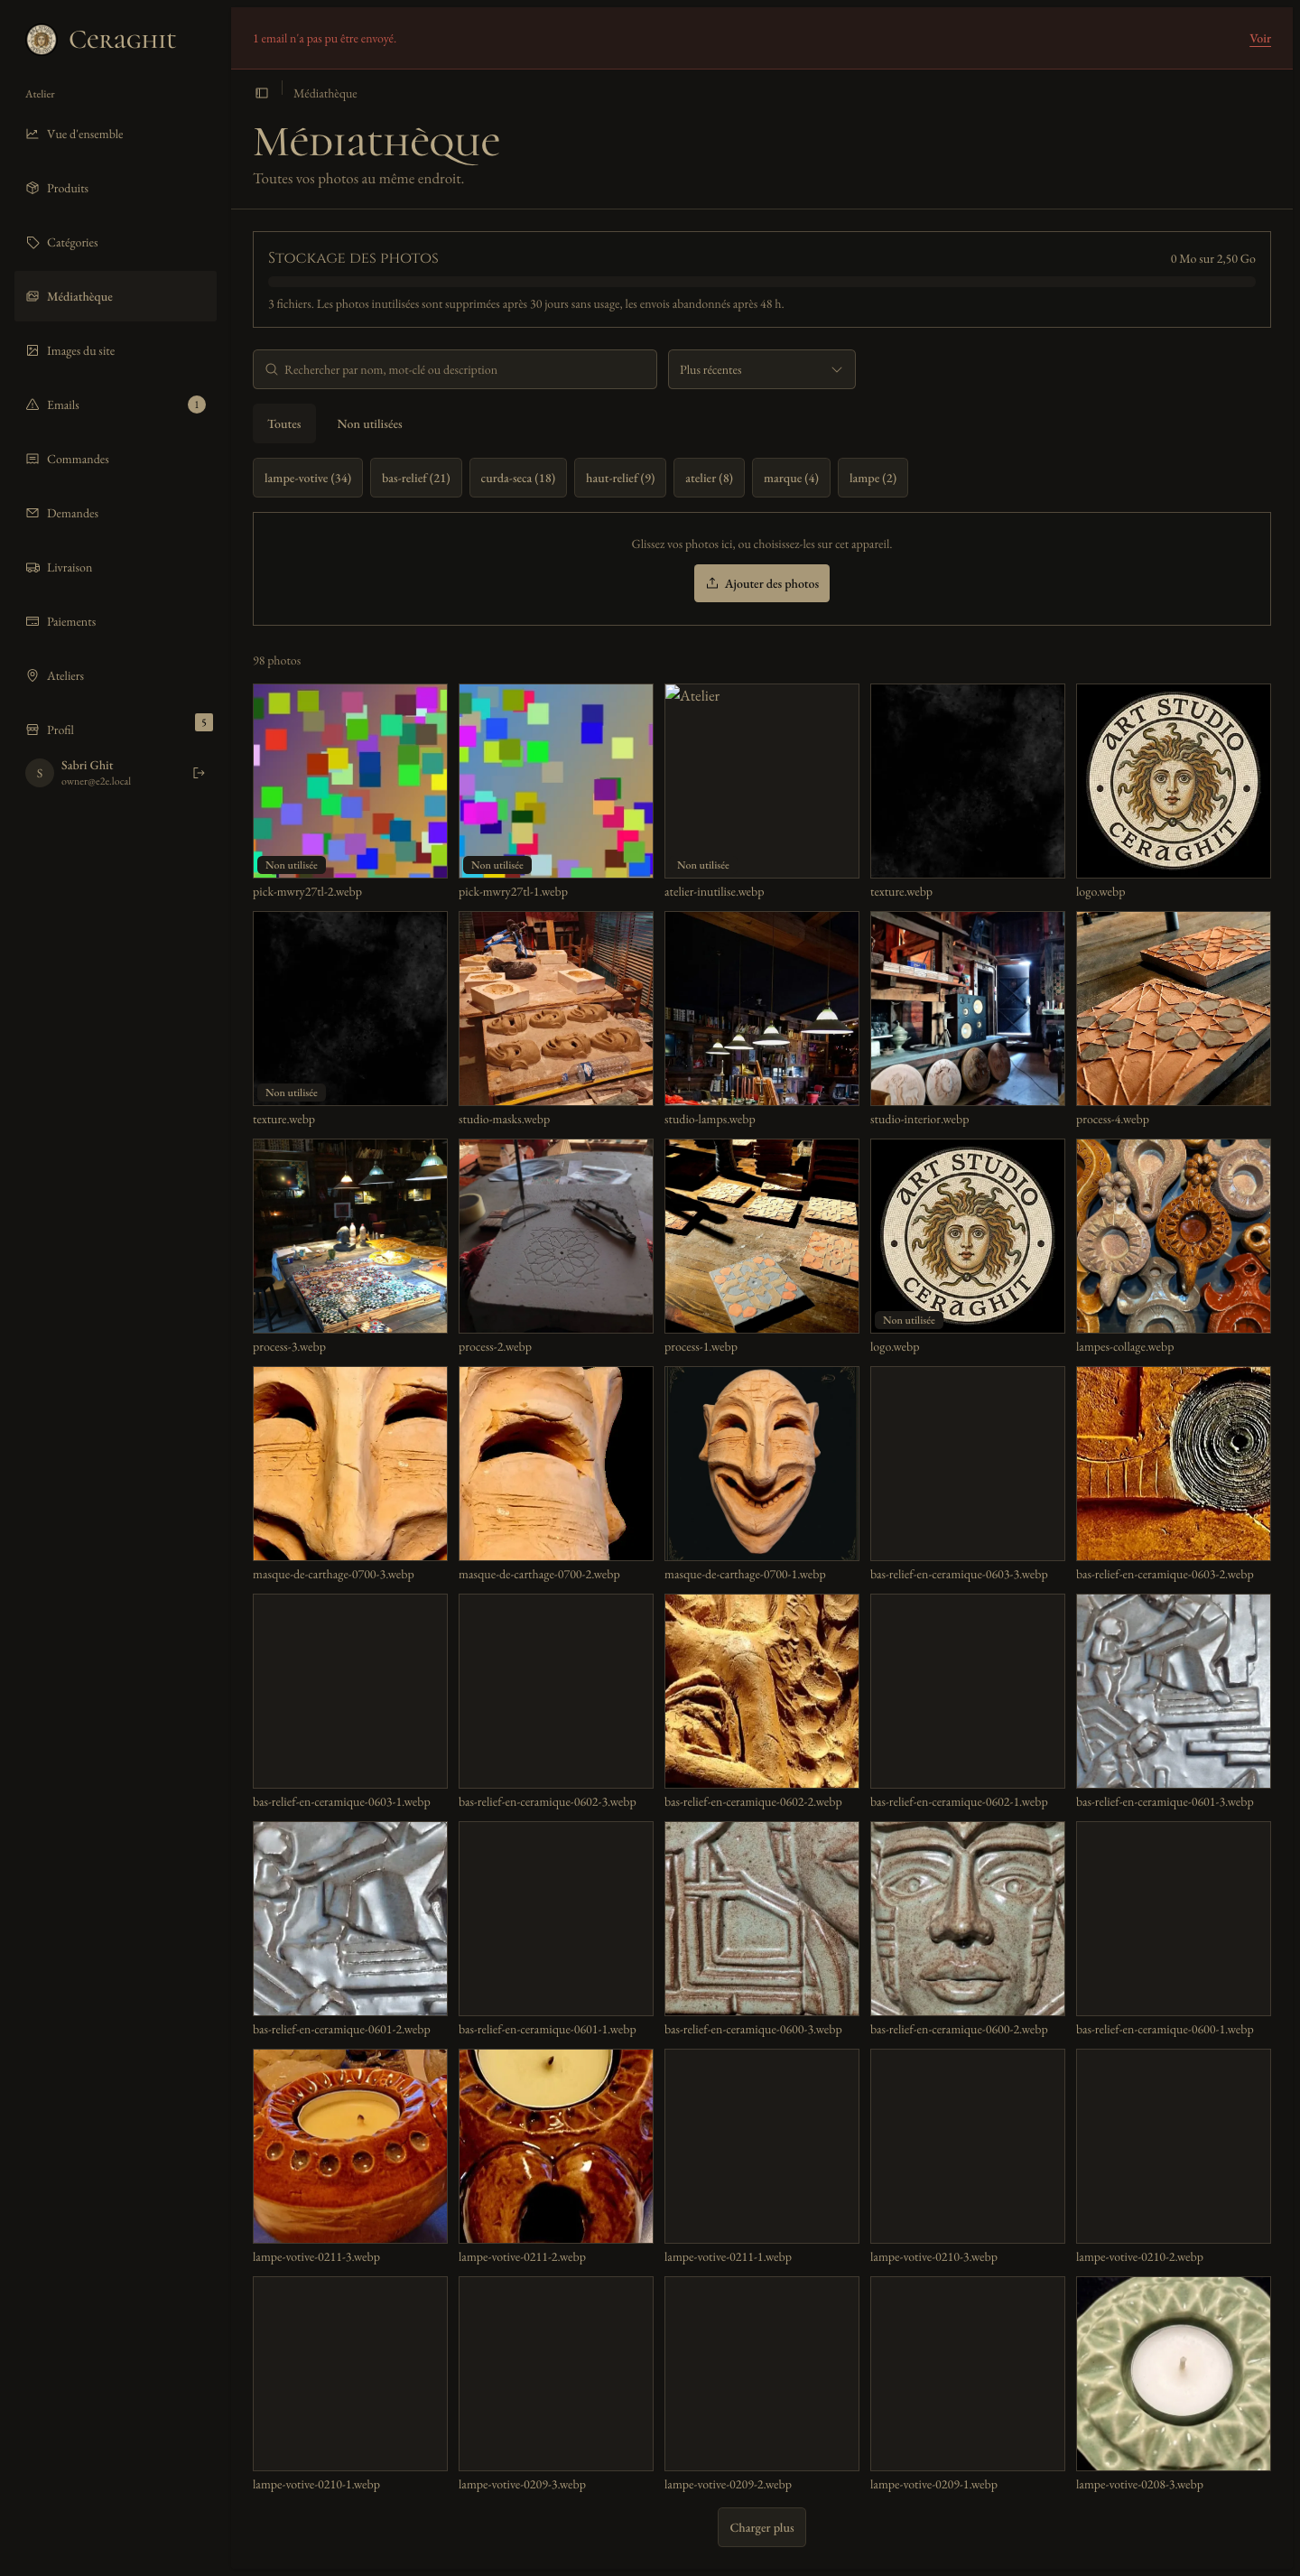 Ceraghit
1 email n'a pas pu être envoyé.
Voir
Atelier
Vue d'ensemble
Produits
Catégories
Médiathèque
Images du site
Emails
1
Commandes
Demandes
Livraison
Paiements
Ateliers
Profil
5
S
Sabri Ghit
owner@e2e.local
Médiathèque
Médiathèque
Toutes vos photos au même endroit.
Stockage des photos
0 Mo sur 2,50 Go
3 fichiers. Les photos inutilisées sont supprimées après 30 jours sans usage, les envois abandonnés après 48 h.
Rechercher par nom, mot-clé ou description
Plus récentes
Toutes
Non utilisées
lampe-votive (34)
bas-relief (21)
curda-seca (18)
haut-relief (9)
atelier (8)
marque (4)
lampe (2)
Glissez vos photos ici, ou choisissez-les sur cet appareil.
Ajouter des photos
98 photos
Non utilisée
pick-mwry27tl-2.webp
Non utilisée
pick-mwry27tl-1.webp
Atelier
Non utilisée
atelier-inutilise.webp
texture.webp
ART STUDIO
CERAGHIT
logo.webp
Non utilisée
texture.webp
studio-masks.webp
studio-lamps.webp
studio-interior.webp
process-4.webp
process-3.webp
process-2.webp
process-1.webp
ART STUDIO
CERAGHIT
Non utilisée
logo.webp
lampes-collage.webp
masque-de-carthage-0700-3.webp
masque-de-carthage-0700-2.webp
masque-de-carthage-0700-1.webp
bas-relief-en-ceramique-0603-3.webp
bas-relief-en-ceramique-0603-2.webp
bas-relief-en-ceramique-0603-1.webp
bas-relief-en-ceramique-0602-3.webp
bas-relief-en-ceramique-0602-2.webp
bas-relief-en-ceramique-0602-1.webp
bas-relief-en-ceramique-0601-3.webp
bas-relief-en-ceramique-0601-2.webp
bas-relief-en-ceramique-0601-1.webp
bas-relief-en-ceramique-0600-3.webp
bas-relief-en-ceramique-0600-2.webp
bas-relief-en-ceramique-0600-1.webp
lampe-votive-0211-3.webp
lampe-votive-0211-2.webp
lampe-votive-0211-1.webp
lampe-votive-0210-3.webp
lampe-votive-0210-2.webp
lampe-votive-0210-1.webp
lampe-votive-0209-3.webp
lampe-votive-0209-2.webp
lampe-votive-0209-1.webp
lampe-votive-0208-3.webp
Charger plus